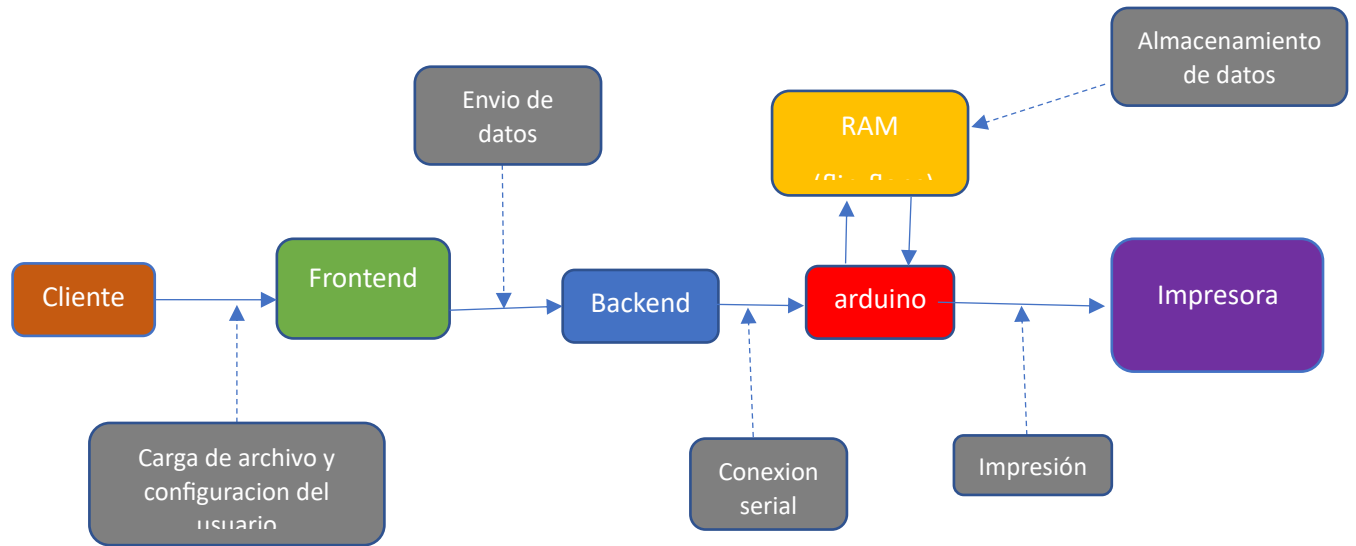 Almacenamiento
de datos
Envio de
datos
RAM
Cliente
Frontend
Backend
arduino
Impresora
Carga de archivo y
configuracion del
usuario
Conexion
serial
Impresión